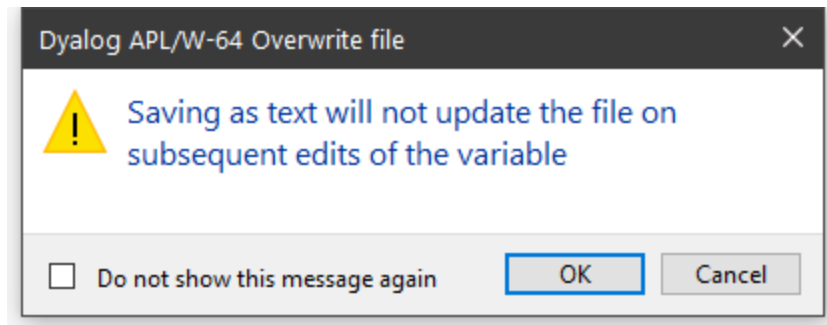 Dyalog APL/W-64 Overwrite file
Saving as text will not update the file on
subsequent edits of the variable
Do not show this message again
OK
Cancel